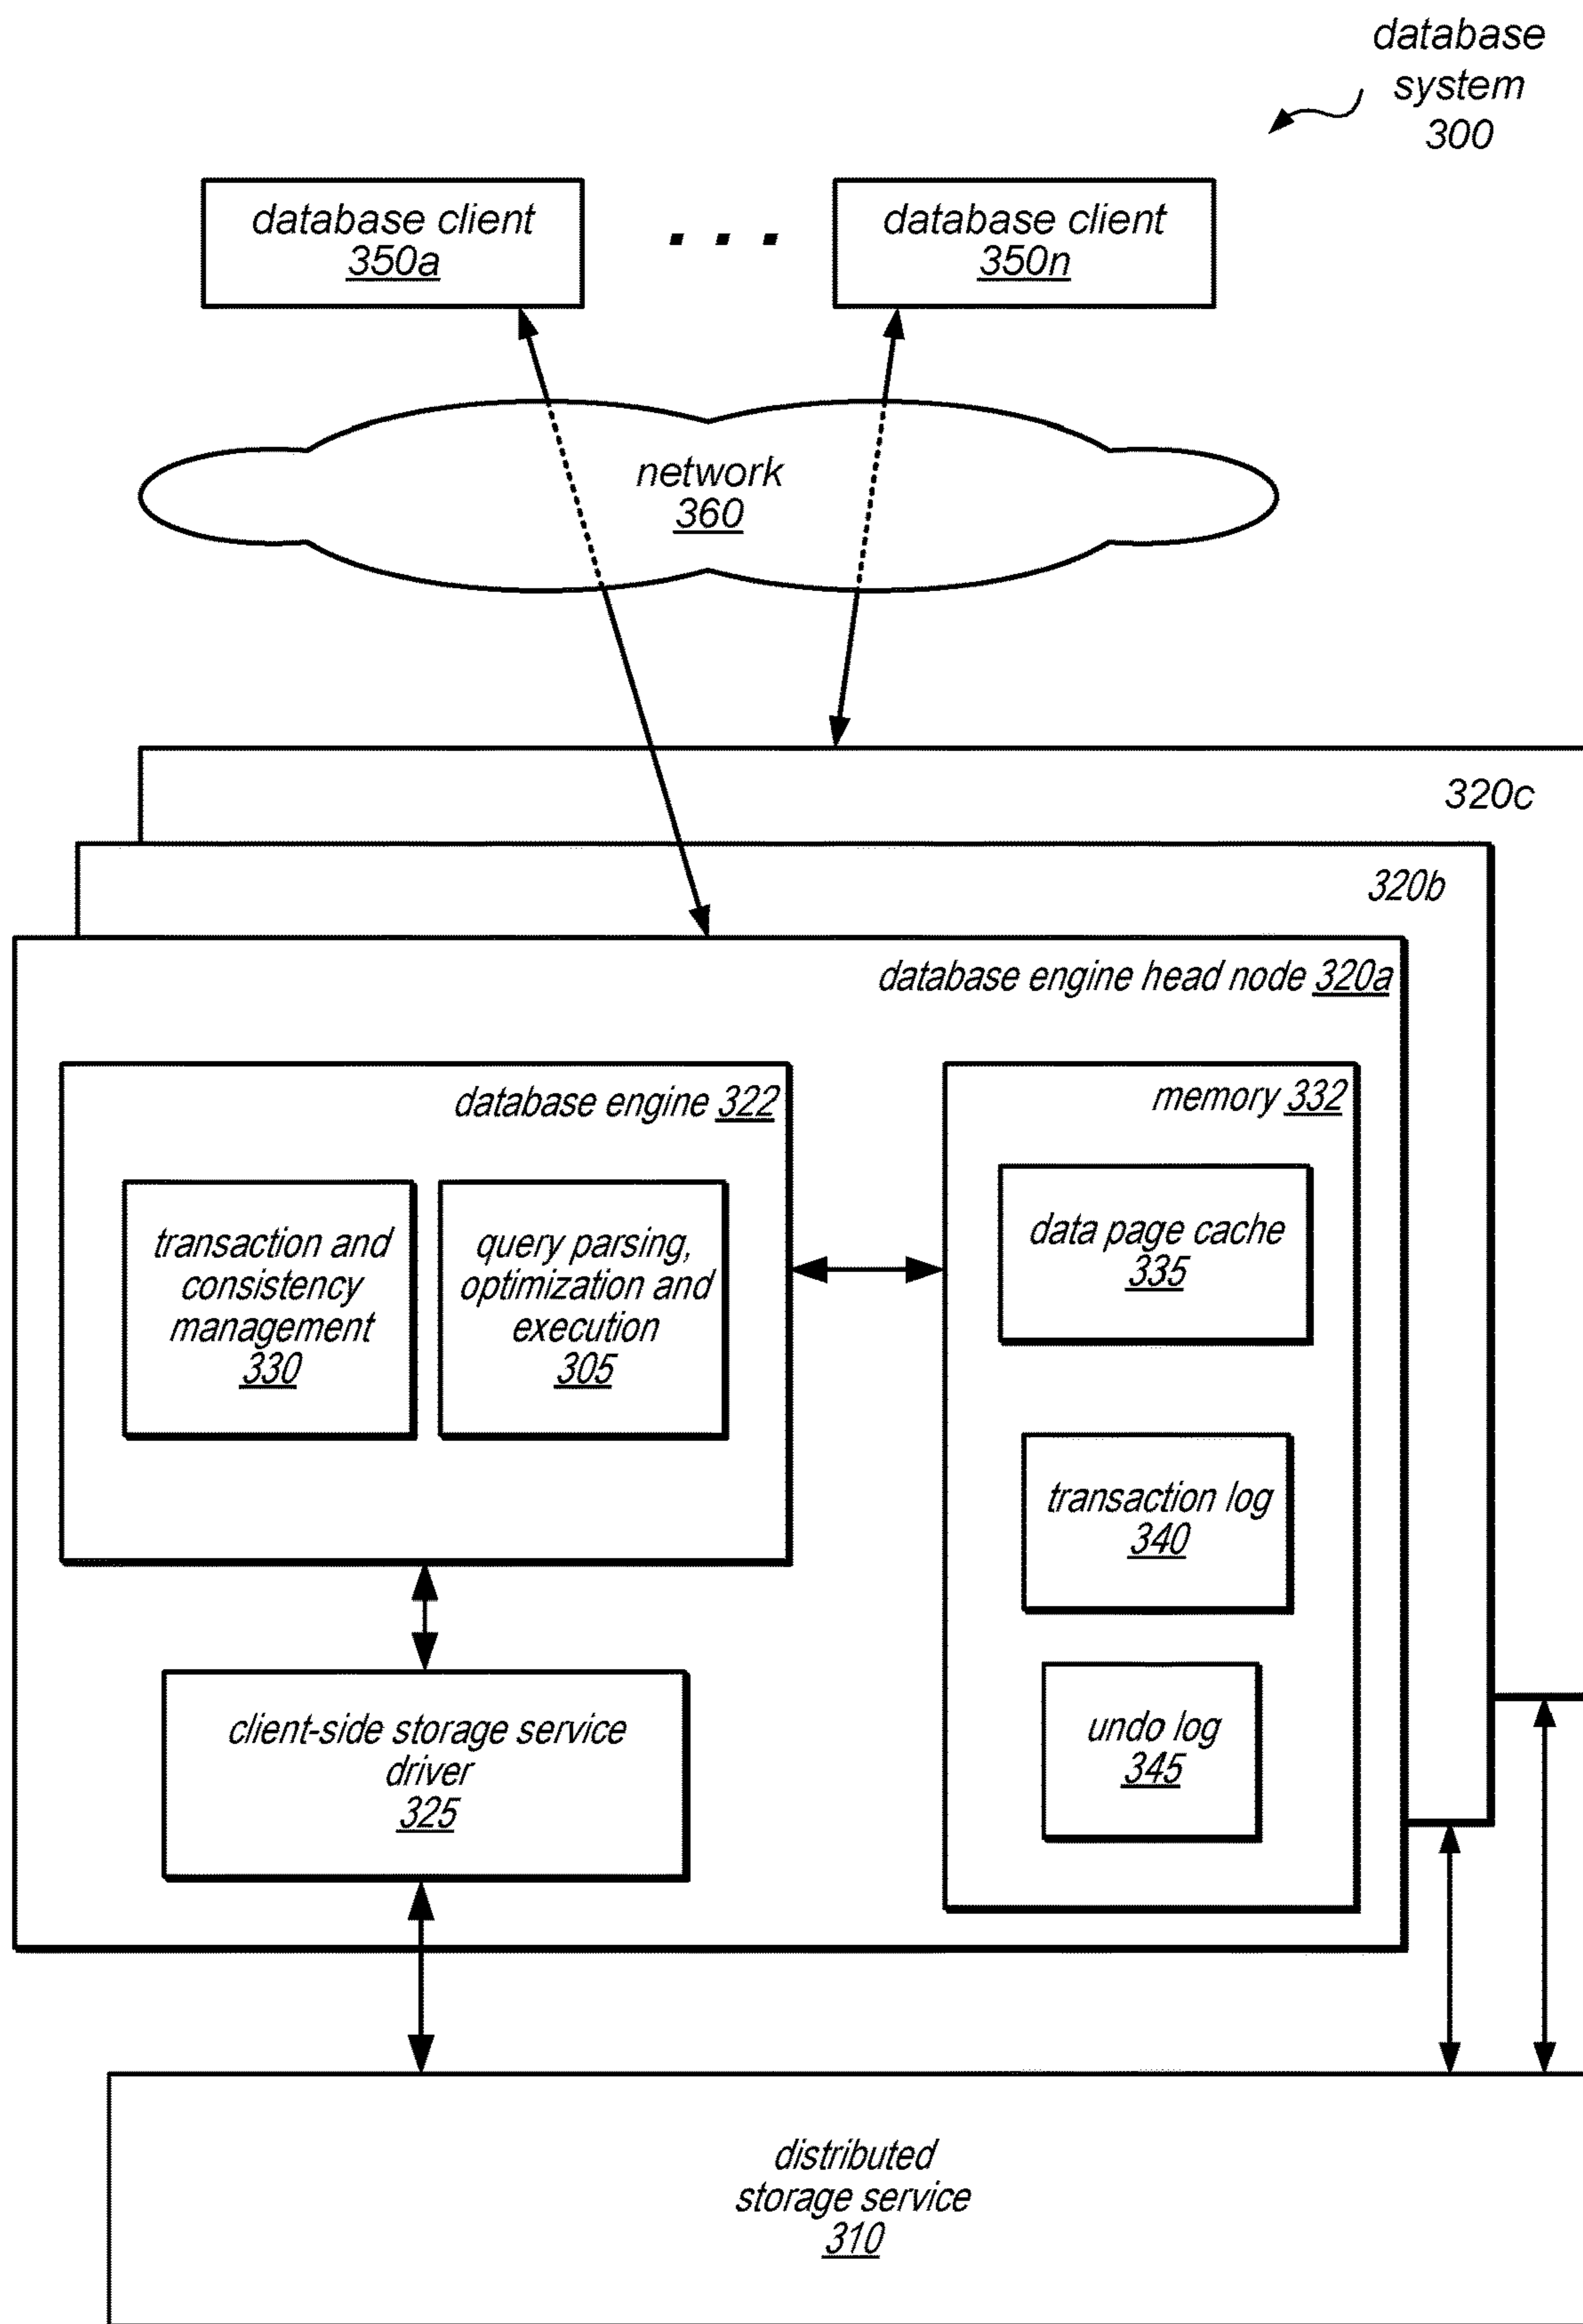 database
system
300
database client
350a
. . .
database client
350n
network
360
320c
320b
database engine head node 320a
database engine 322
transaction and
consistency
management
330
query parsing,
optimization and
execution
305
memory 332
data page cache
335
transaction log
340
undo log
345
client-side storage service
driver
325
distributed
storage service
310